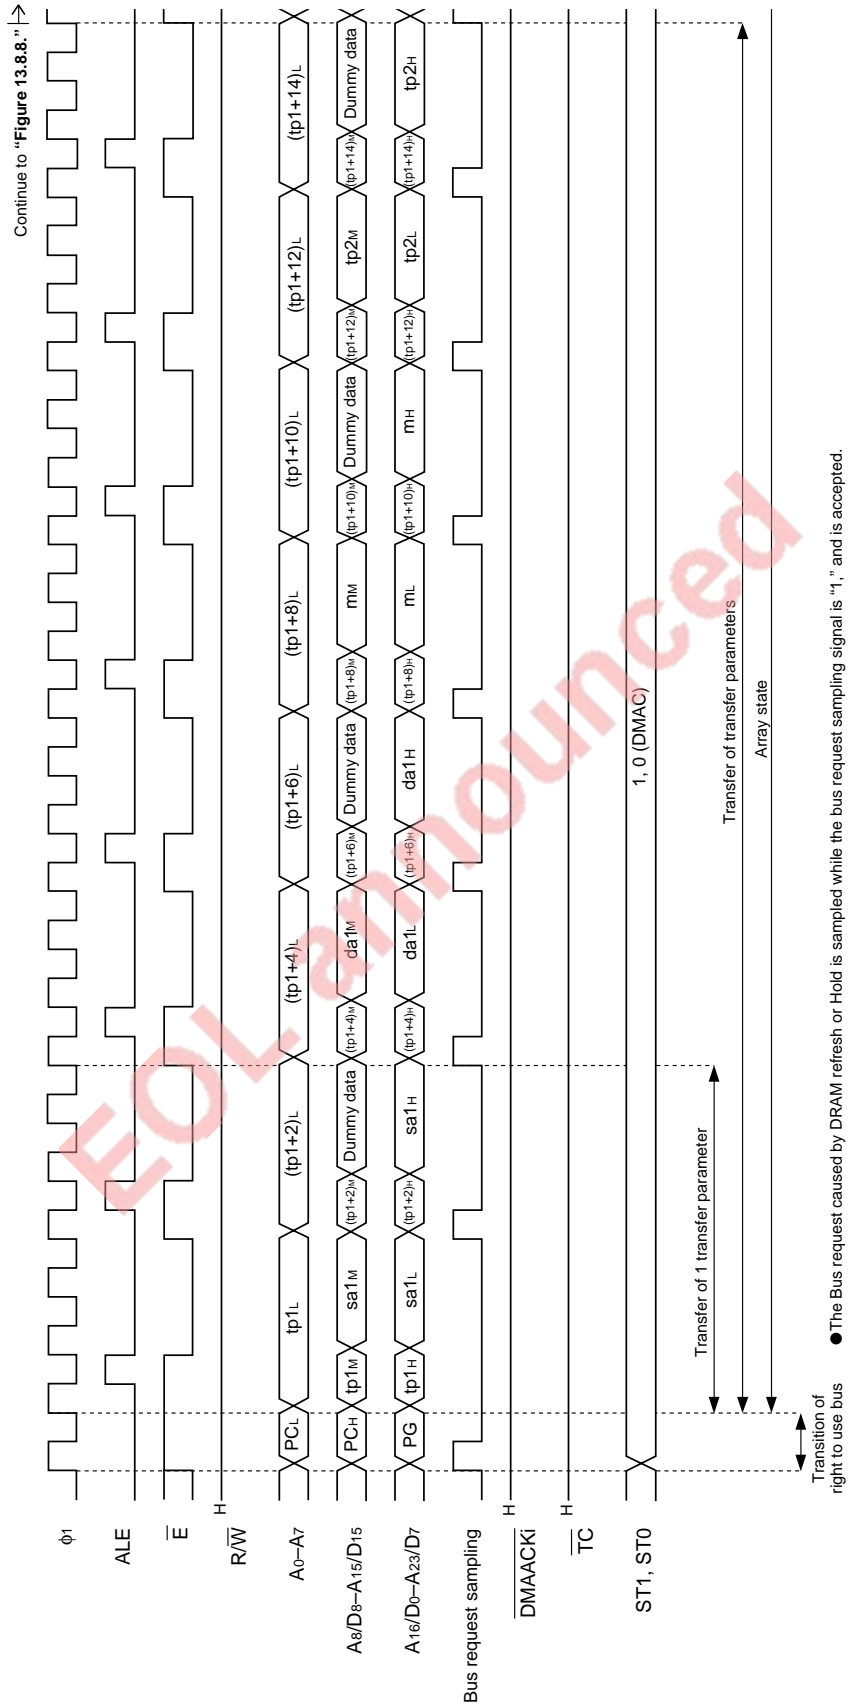 Continue to “Figure 13.8.8.”
φ1
ALE
E
R/W
H
A0–A7
PCL
tp1L
(tp1+2)L
(tp1+4)L
(tp1+6)L
(tp1+8)L
(tp1+10)L
(tp1+12)L
(tp1+14)L
A8/D8–A15/D15
PCH
tp1M
sa1M
(tp1+2)M
Dummy data
(tp1+4)M
da1M
(tp1+6)M
Dummy data
(tp1+8)M
mM
(tp1+10)M
Dummy data
(tp1+12)M
tp2M
(tp1+14)M
Dummy data
A16/D0–A23/D7
PG
tp1H
sa1L
(tp1+2)H
sa1H
(tp1+4)H
da1L
(tp1+6)H
da1H
(tp1+8)H
mL
(tp1+10)H
mH
(tp1+12)H
tp2L
(tp1+14)H
tp2H
Bus request sampling
DMAACKi
H
TC
H
ST1, ST0
1, 0 (DMAC)
Transfer of 1 transfer parameter
Transfer of transfer parameters
Array state
Transition of
right to use bus
● The Bus request caused by DRAM refresh or Hold is sampled while the bus request sampling signal is “1,” and is accepted.
EOL announced